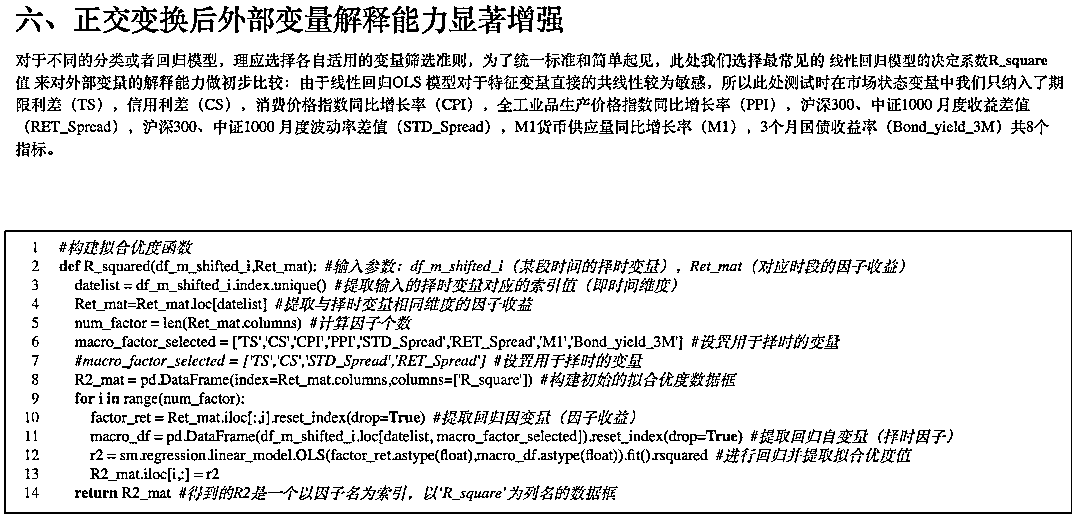 六、正交变换后外部变量解释能力显著增强
对于不同的分类或者回归模型，理应选择各自适用的变量筛选准则，为了统一标准和简单起见，此处我们选择最常见的 线性回归模型的决定系数R_square
值 来对外部变量的解释能力做初步比较：由于线性回归OLS 模型对于特征变量直接的共线性较为敏感，所以此处测试时在市场状态变量中我们只纳入了期
限利差（TS），信用利差（CS），消费价格指数同比增长率（CPI），全工业品生产价格指数同比增长率（PPI），沪深300、中证1000 月度收益差值
（RET_Spread），沪深300、中证1000 月度波动率差值（STD_Spread），M1货币供应量同比增长率（M1），3个月国债收益率（Bond_yield_3M）共8个
指标。
1 #构建拟合优度函数
2 def R_squared(df_m_shifted_i,Ret_mat): #输入参数：df_m_shifted_i（某段时间的择时变量），Ret_mat（对应时段的因子收益）
3 datelist = df_m_shifted_i.index.unique() #提取输入的择时变量对应的索引值（即时间维度）
4 Ret_mat=Ret_mat.loc[datelist] #提取与择时变量相同维度的因子收益
5 num_factor = len(Ret_mat.columns) #计算因子个数
6 macro_factor_selected = ['TS','CS','CPI','PPI','STD_Spread','RET_Spread','M1','Bond_yield_3M'] #设置用于择时的变量
7 #macro_factor_selected = ['TS','CS','STD_Spread','RET_Spread'] #设置用于择时的变量
8 R2_mat = pd.DataFrame(index=Ret_mat.columns,columns=['R_square']) #构建初始的拟合优度数据框
9 for i in range(num_factor):
10 factor_ret = Ret_mat.iloc[:,i].reset_index(drop=True) #提取回归因变量（因子收益）
11 macro_df = pd.DataFrame(df_m_shifted_i.loc[datelist, macro_factor_selected]).reset_index(drop=True) #提取回归自变量（择时因子）
12 r2 = sm.regression.linear_model.OLS(factor_ret.astype(float),macro_df.astype(float)).fit().rsquared #进行回归并提取拟合优度值
13 R2_mat.iloc[i,:] = r2
14 return R2_mat #得到的R2是一个以因子名为索引，以'R_square'为列名的数据框